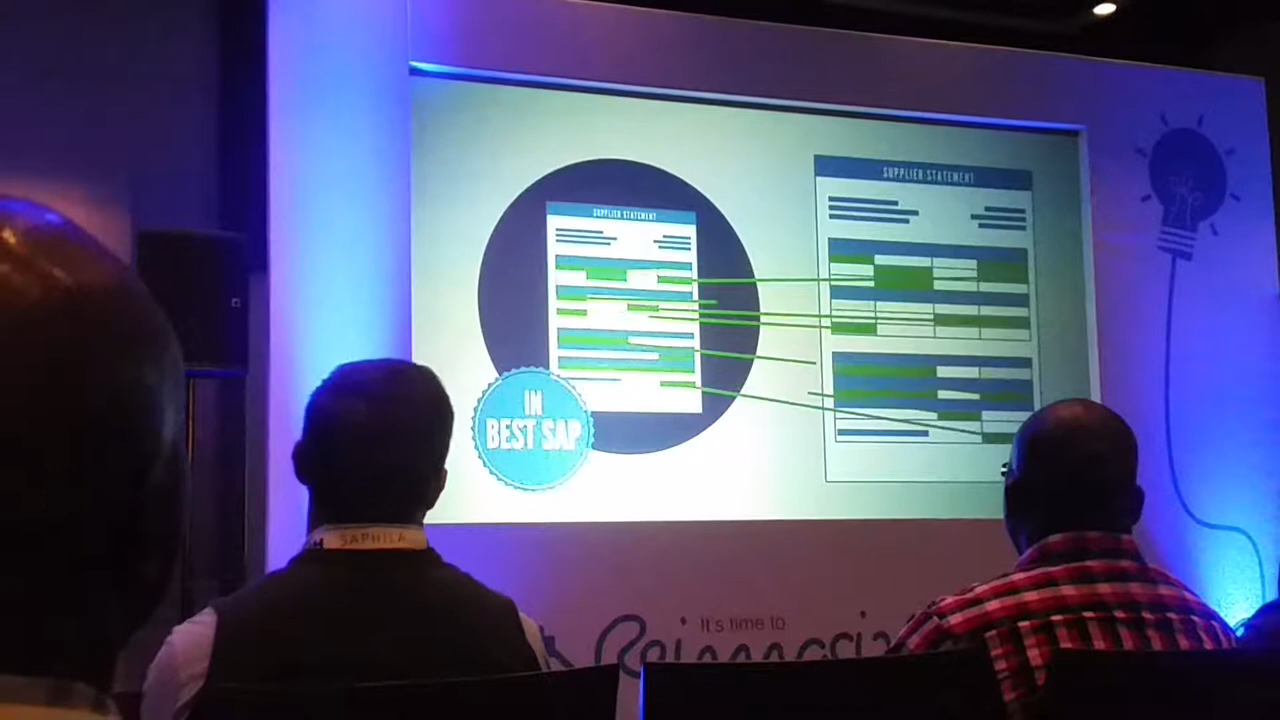 SUPPLIER STATEMENT
SUPPLIER STATEMENT
IN
BEST SAP
SAPHILA
It's time to